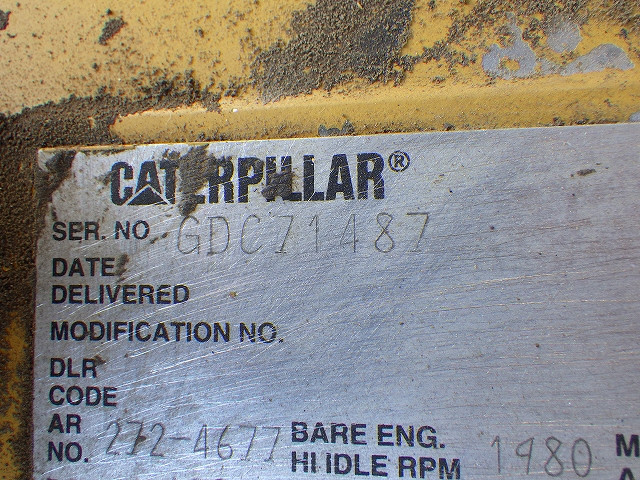 CATERPILLAR®
SER. NO GDC71487
DATE
DELIVERED
MODIFICATION NO.
DLR
CODE
AR
NO. 272-4677
BARE ENG.
HI IDLE RPM 1980
M